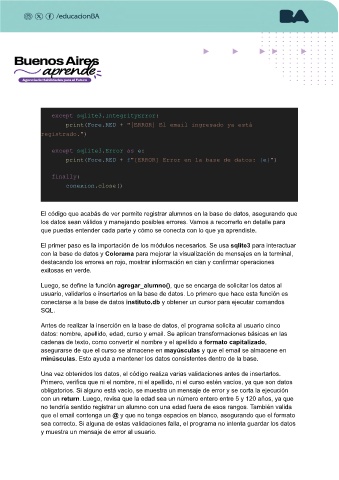 /educacionBA
BA
Buenos Aires
aprende
Agencia de Habilidades para el Futuro
except sqlite3.IntegrityError:
print(Fore.RED + "[ERROR] El email ingresado ya está
registrado.")
except sqlite3.Error as e:
print(Fore.RED + f"[ERROR] Error en la base de datos: {e}")
finally:
conexion.close()
El código que acabás de ver permite registrar alumnos en la base de datos, asegurando que
los datos sean válidos y manejando posibles errores. Vamos a recorrerlo en detalle para
que puedas entender cada parte y cómo se conecta con lo que ya aprendiste.
El primer paso es la importación de los módulos necesarios. Se usa sqlite3 para interactuar
con la base de datos y Colorama para mejorar la visualización de mensajes en la terminal,
destacando los errores en rojo, mostrar información en cian y confirmar operaciones
exitosas en verde.
Luego, se define la función agregar_alumno(), que se encarga de solicitar los datos al
usuario, validarlos e insertarlos en la base de datos. Lo primero que hace esta función es
conectarse a la base de datos instituto.db y obtener un cursor para ejecutar comandos
SQL.
Antes de realizar la inserción en la base de datos, el programa solicita al usuario cinco
datos: nombre, apellido, edad, curso y email. Se aplican transformaciones básicas en las
cadenas de texto, como convertir el nombre y el apellido a formato capitalizado,
asegurarse de que el curso se almacene en mayúsculas y que el email se almacene en
minúsculas. Esto ayuda a mantener los datos consistentes dentro de la base.
Una vez obtenidos los datos, el código realiza varias validaciones antes de insertarlos.
Primero, verifica que ni el nombre, ni el apellido, ni el curso estén vacíos, ya que son datos
obligatorios. Si alguno está vacío, se muestra un mensaje de error y se corta la ejecución
con un return. Luego, revisa que la edad sea un número entero entre 5 y 120 años, ya que
no tendría sentido registrar un alumno con una edad fuera de esos rangos. También valida
que el email contenga un @ y que no tenga espacios en blanco, asegurando que el formato
sea correcto. Si alguna de estas validaciones falla, el programa no intenta guardar los datos
y muestra un mensaje de error al usuario.